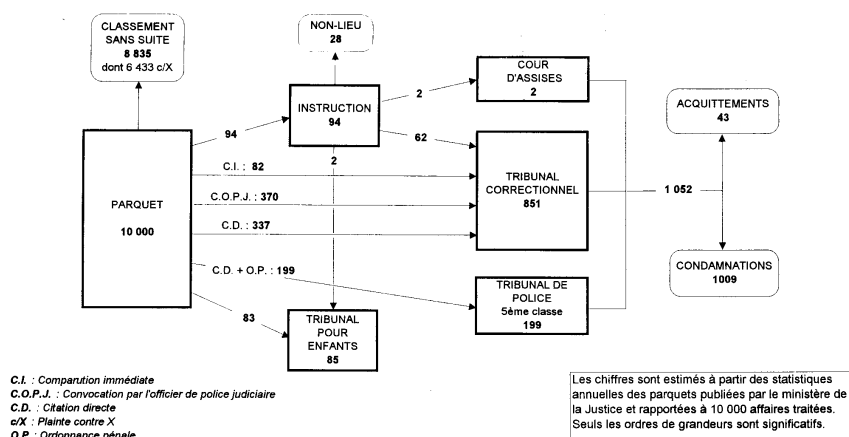 CLASSEMENT
SANS SUITE
8 835
dont 6 433 c/X
NON-LIEU
28
COUR
D'ASSISES
2
INSTRUCTION
94
2
ACQUITTEMENTS
43
94
62
2
C.I. : 82
TRIBUNAL
CORRECTIONNEL
851
PARQUET
10 000
C.O.P.J. : 370
1 052
C.D. : 337
C.D. + O.P. : 199
CONDAMNATIONS
1009
TRIBUNAL DE
POLICE
5ème classe
199
83
TRIBUNAL
POUR
ENFANTS
85
C.I. : Comparution immédiate
C.O.P.J. : Convocation par l'officier de police judiciaire
C.D. : Citation directe
c/X : Plainte contre X
O.P. : Ordonnance pénale
Les chiffres sont estimés à partir des statistiques
annuelles des parquets publiées par le ministère de
la Justice et rapportées à 10 000 affaires traitées.
Seuls les ordres de grandeurs sont significatifs.